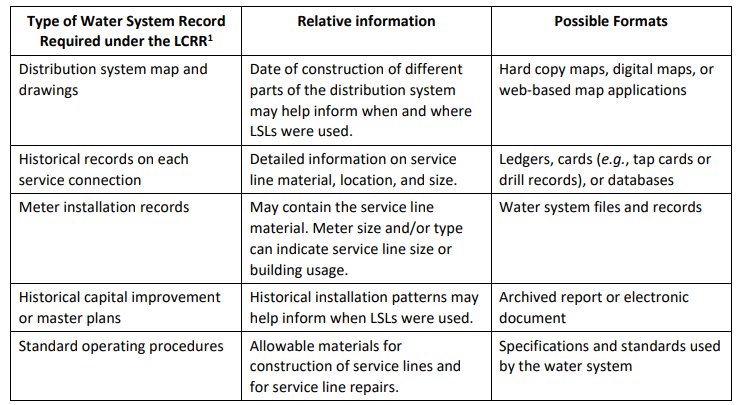 Type of Water System Record
Required under the LCRR1
Relative information
Possible Formats
Distribution system map and
drawings
Date of construction of different
parts of the distribution system
may help inform when and where
LSLs were used.
Hard copy maps, digital maps, or
web-based map applications
Historical records on each
service connection
Detailed information on service
line material, location, and size.
Ledgers, cards (e.g., tap cards or
drill records), or databases
Meter installation records
May contain the service line
material. Meter size and/or type
can indicate service line size or
building usage.
Water system files and records
Historical capital improvement
or master plans
Historical installation patterns may
help inform when LSLs were used.
Archived report or electronic
document
Standard operating procedures
Allowable materials for
construction of service lines and
for service line repairs.
Specifications and standards used
by the water system